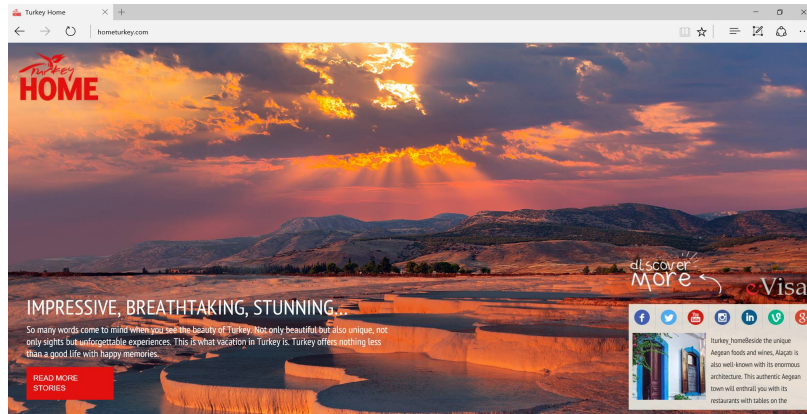 Turkey Home
hometurkey.com
Turkey
HOME
discover
MORE
eVisa
IMPRESSIVE, BREATHTAKING, STUNNING...
So many words come to mind when you see the beauty of Turkey. Not only beautiful but also unique, not
only sights but unforgettable experiences. This is what vacation in Turkey is. Turkey offers nothing less
than a good life with happy memories.
READ MORE
STORIES
f
You
Tube
in
8
turkey_homeBeside the unique
Aegean foods and wines, Alaçatı is
also well-known with its enormous
architecture. This authentic Aegean
town will enthrall you with its
restaurants with tables on the